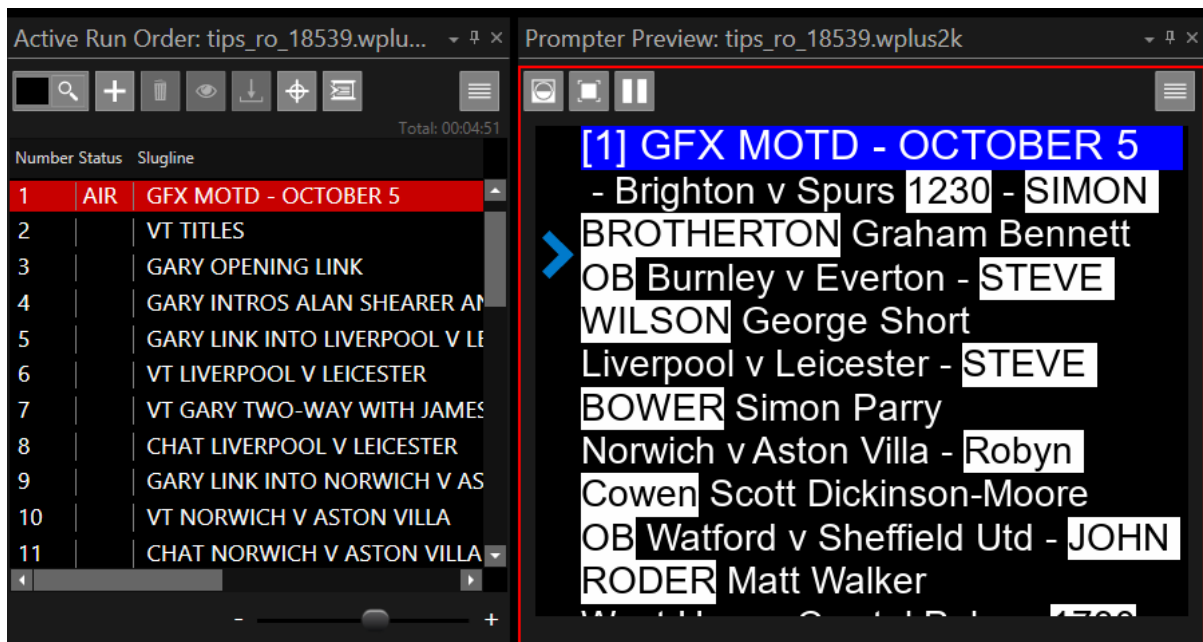 Active Run Order: tips_ro_18539.wplu...
Total: 00:04:51
Number Status Slugline
1 AIR GFX MOTD - OCTOBER 5
2 VT TITLES
3 GARY OPENING LINK
4 GARY INTROS ALAN SHEARER AN
5 GARY LINK INTO LIVERPOOL V LE
6 VT LIVERPOOL V LEICESTER
7 VT GARY TWO-WAY WITH JAMES
8 CHAT LIVERPOOL V LEICESTER
9 GARY LINK INTO NORWICH V AS
10 VT NORWICH V ASTON VILLA
11 CHAT NORWICH V ASTON VILLA
- +
Prompter Preview: tips_ro_18539.wplus2k
[1] GFX MOTD - OCTOBER 5
- Brighton v Spurs 1230 - SIMON
BROTHERTON Graham Bennett
OB Burnley v Everton - STEVE
WILSON George Short
Liverpool v Leicester - STEVE
BOWER Simon Parry
Norwich v Aston Villa - Robyn
Cowen Scott Dickinson-Moore
OB Watford v Sheffield Utd - JOHN
RODER Matt Walker